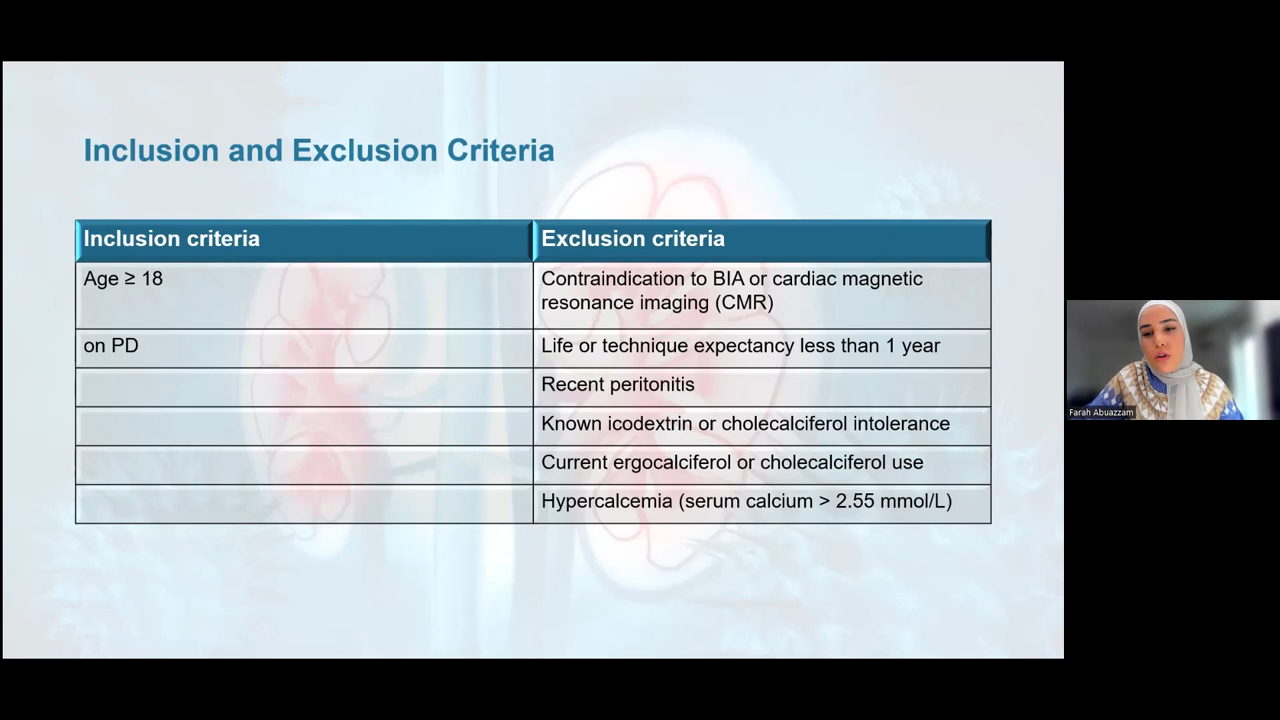 Inclusion and Exclusion Criteria
Inclusion criteria
Exclusion criteria
Age ≥ 18
Contraindication to BIA or cardiac magnetic
resonance imaging (CMR)
on PD
Life or technique expectancy less than 1 year
Recent peritonitis
Known icodextrin or cholecalciferol intolerance
Current ergocalciferol or cholecalciferol use
Hypercalcemia (serum calcium > 2.55 mmol/L)
Farah Abuazzam